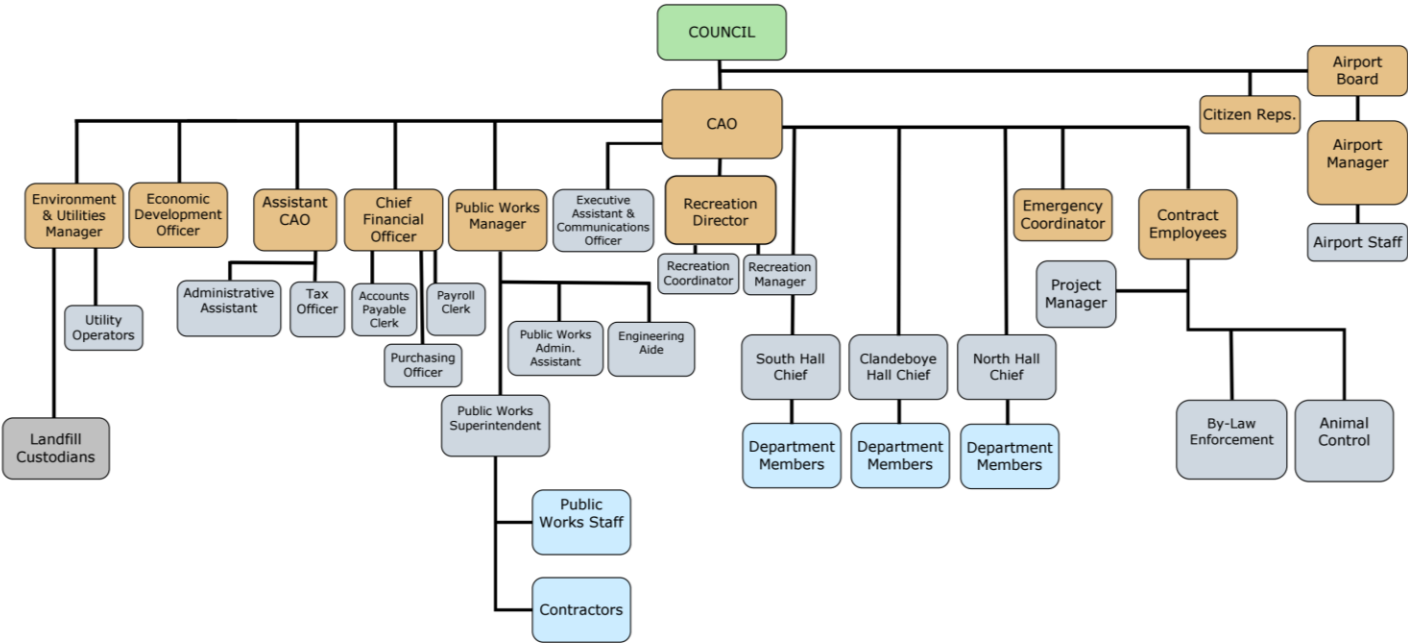 COUNCIL
Airport
Board
Citizen Reps.
CAO
Airport
Manager
Environment
& Utilities
Manager
Economic
Development
Officer
Assistant
CAO
Chief
Financial
Officer
Public Works
Manager
Executive
Assistant &
Communications
Officer
Recreation
Director
Emergency
Coordinator
Contract
Employees
Airport Staff
Administrative
Assistant
Tax
Officer
Accounts
Payable
Clerk
Payroll
Clerk
Recreation
Coordinator
Recreation
Manager
Project
Manager
Utility
Operators
Purchasing
Officer
Public Works
Admin.
Assistant
Engineering
Aide
South Hall
Chief
Clandeboye
Hall Chief
North Hall
Chief
Public Works
Superintendent
Landfill
Custodians
Department
Members
Department
Members
Department
Members
By-Law
Enforcement
Animal
Control
Public
Works Staff
Contractors